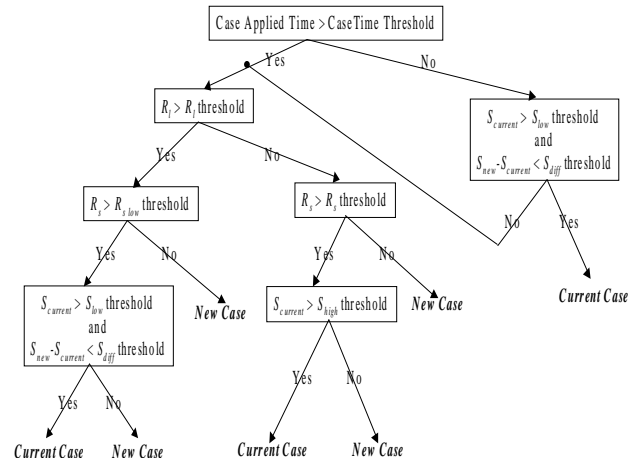 Case Applied Time > CaseTime Threshold
Yes
No
R_l > R_l threshold
S_current > S_low threshold
and
S_new-S_current < S_diff threshold
Yes
No
No
Yes
R_s > R_s low threshold
R_s > R_s threshold
Current Case
Yes
No
Yes
No
S_current > S_low threshold
and
S_new-S_current < S_diff threshold
New Case
S_current > S_high threshold
New Case
Yes
No
Yes
No
Current Case
New Case
Current Case
New Case